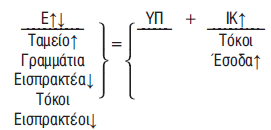 Ε↑↓ = ΥΠ + ΙΚ↑
Ταμείο↑ Τόκοι
Γραμμάτια Έσοδα↑
Εισπρακτέα↓
Τόκοι
Εισπρακτέοι↓